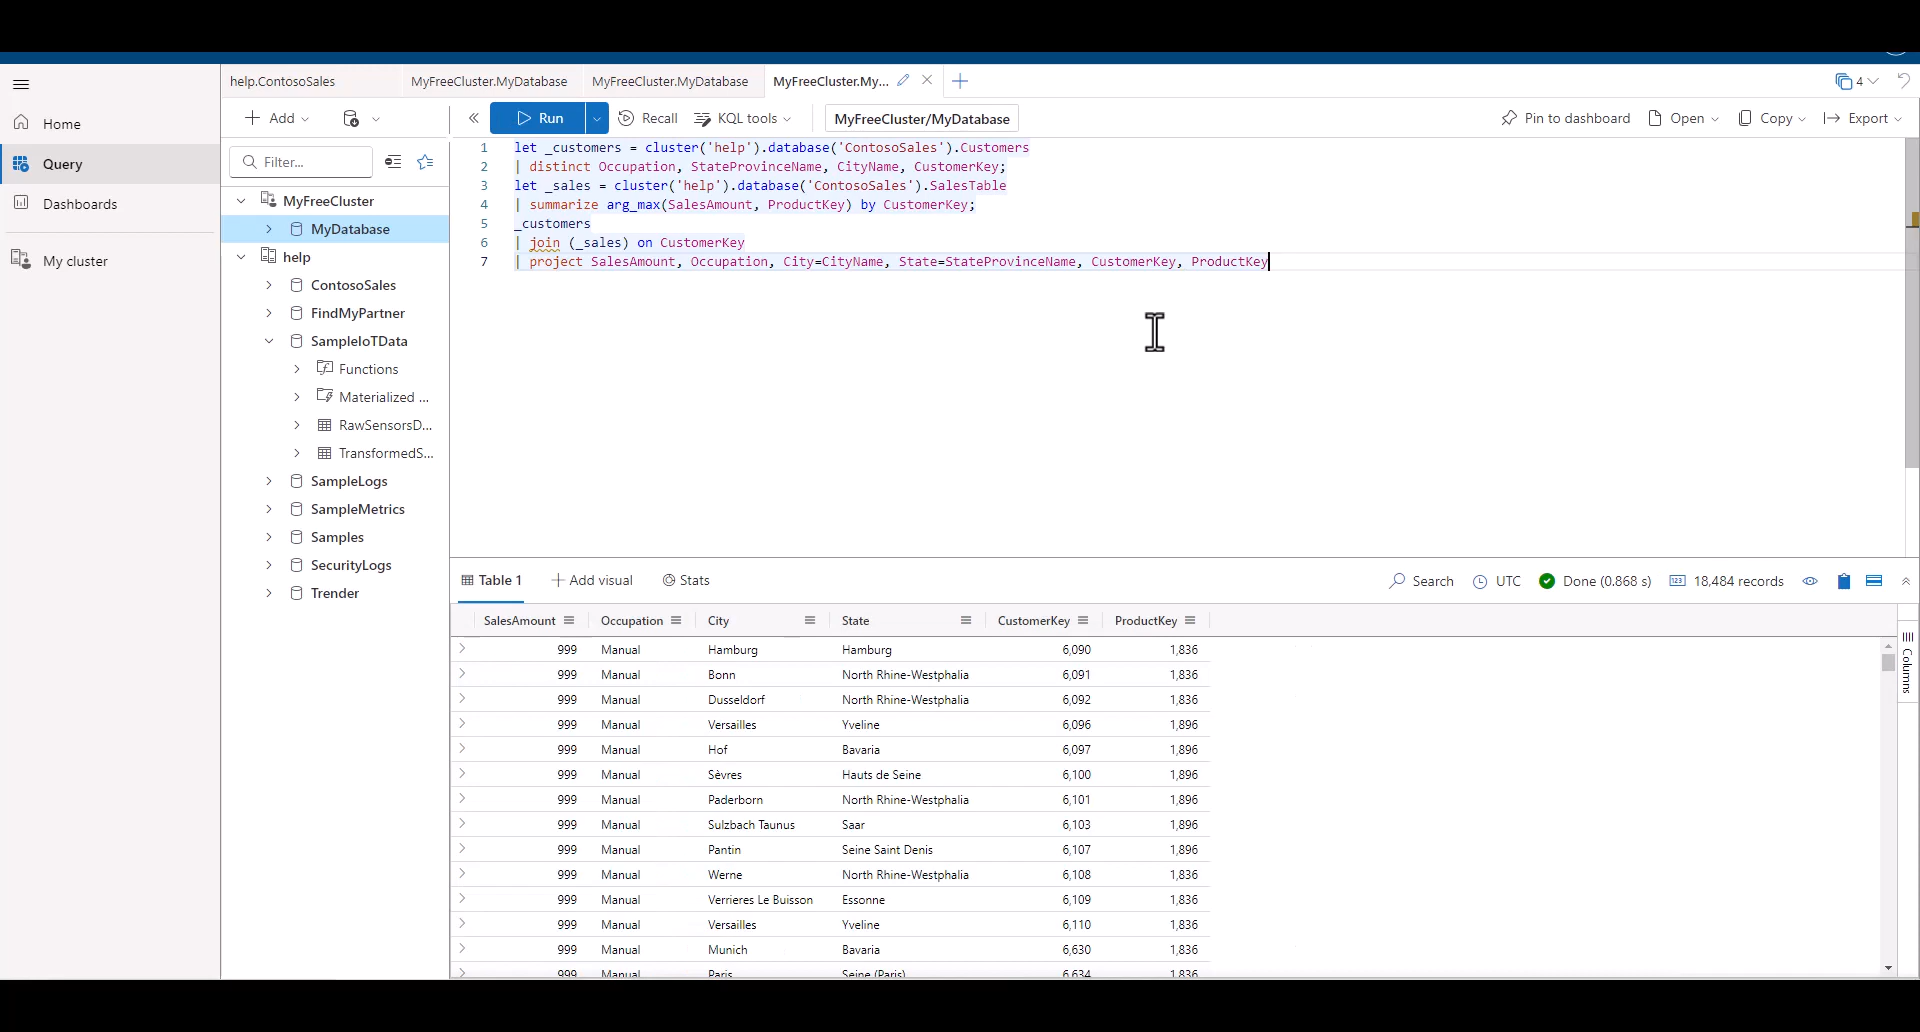 help.ContosoSales
MyFreeCluster.MyDatabase
MyFreeCluster.MyDatabase
MyFreeCluster.My...
4
Home
Query
Dashboards
My cluster
Add
Run
Recall
KQL tools
MyFreeCluster/MyDatabase
Pin to dashboard
Open
Copy
Export
Filter...
MyFreeCluster
MyDatabase
help
ContosoSales
FindMyPartner
SampleIoTData
Functions
Materialized ...
RawSensorsD...
TransformedS...
SampleLogs
SampleMetrics
Samples
SecurityLogs
Trender
1 let _customers = cluster('help').database('ContosoSales').Customers
2 | distinct Occupation, StateProvinceName, CityName, CustomerKey;
3 let _sales = cluster('help').database('ContosoSales').SalesTable
4 | summarize arg_max(SalesAmount, ProductKey) by CustomerKey;
5 _customers
6 | join (_sales) on CustomerKey
7 | project SalesAmount, Occupation, City=CityName, State=StateProvinceName, CustomerKey, ProductKey
Table 1
Add visual
Stats
Search
UTC
Done (0.868 s)
123
18,484 records
SalesAmount Occupation City State CustomerKey ProductKey
999 Manual Hamburg Hamburg 6,090 1,836
999 Manual Bonn North Rhine-Westphalia 6,091 1,836
999 Manual Dusseldorf North Rhine-Westphalia 6,092 1,836
999 Manual Versailles Yveline 6,096 1,896
999 Manual Hof Bavaria 6,097 1,896
999 Manual Sèvres Hauts de Seine 6,100 1,896
999 Manual Paderborn North Rhine-Westphalia 6,101 1,896
999 Manual Sulzbach Taunus Saar 6,103 1,896
999 Manual Pantin Seine Saint Denis 6,107 1,896
999 Manual Werne North Rhine-Westphalia 6,108 1,836
999 Manual Verrieres Le Buisson Essonne 6,109 1,836
999 Manual Versailles Yveline 6,110 1,836
999 Manual Munich Bavaria 6,630 1,836
999 Manual Paris Seine (Paris) 6,634 1,836
Columns